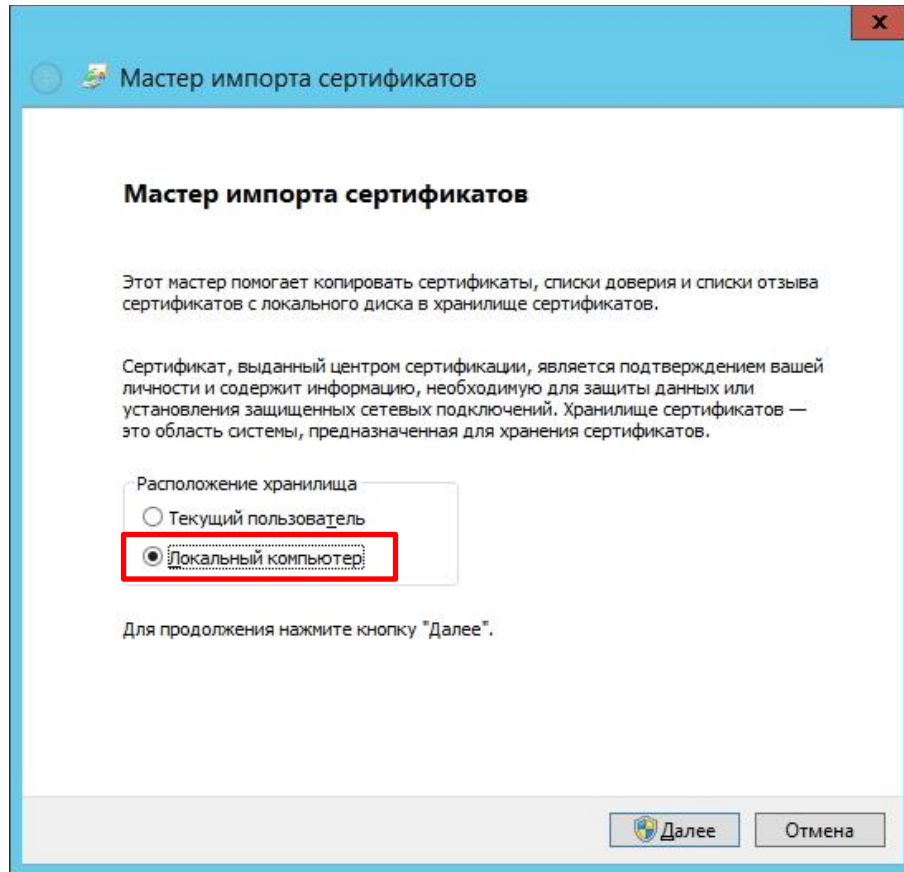 x
Мастер импорта сертификатов
Мастер импорта сертификатов
Этот мастер помогает копировать сертификаты, списки доверия и списки отзыва
сертификатов с локального диска в хранилище сертификатов.
Сертификат, выданный центром сертификации, является подтверждением вашей
личности и содержит информацию, необходимую для защиты данных или
установления защищенных сетевых подключений. Хранилище сертификатов —
это область системы, предназначенная для хранения сертификатов.
Расположение хранилища
Текущий пользователь
Локальный компьютер
Для продолжения нажмите кнопку "Далее".
Далее
Отмена